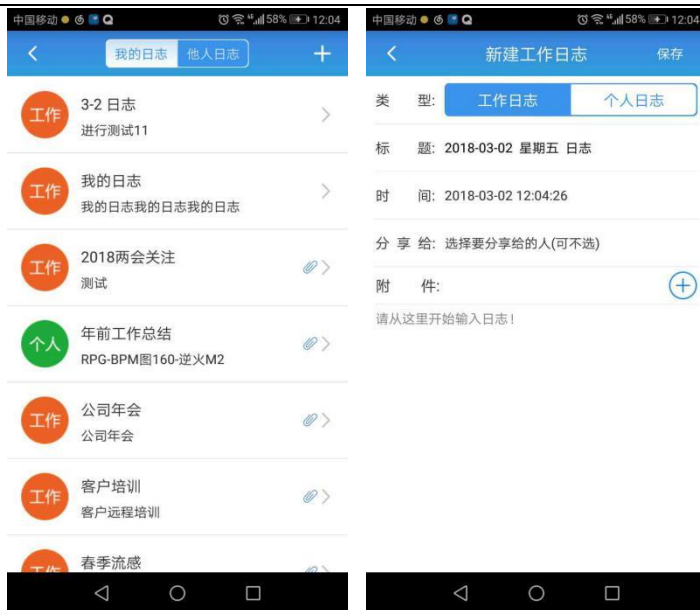 中国移动 58% 12:04
我的日志 他人日志
工作 3-2 日志
进行测试11
工作 我的日志
我的日志我的日志我的日志
工作 2018两会关注
测试
个人 年前工作总结
RPG-BPM图160-逆火M2
工作 公司年会
公司年会
工作 客户培训
客户远程培训
工作 春季流感
中国移动 58% 12:04
新建工作日志 保存
类 型: 工作日志 个人日志
标 题: 2018-03-02 星期五 日志
时 间: 2018-03-02 12:04:26
分 享 给: 选择要分享给的人(可不选)
附 件:
请从这里开始输入日志!